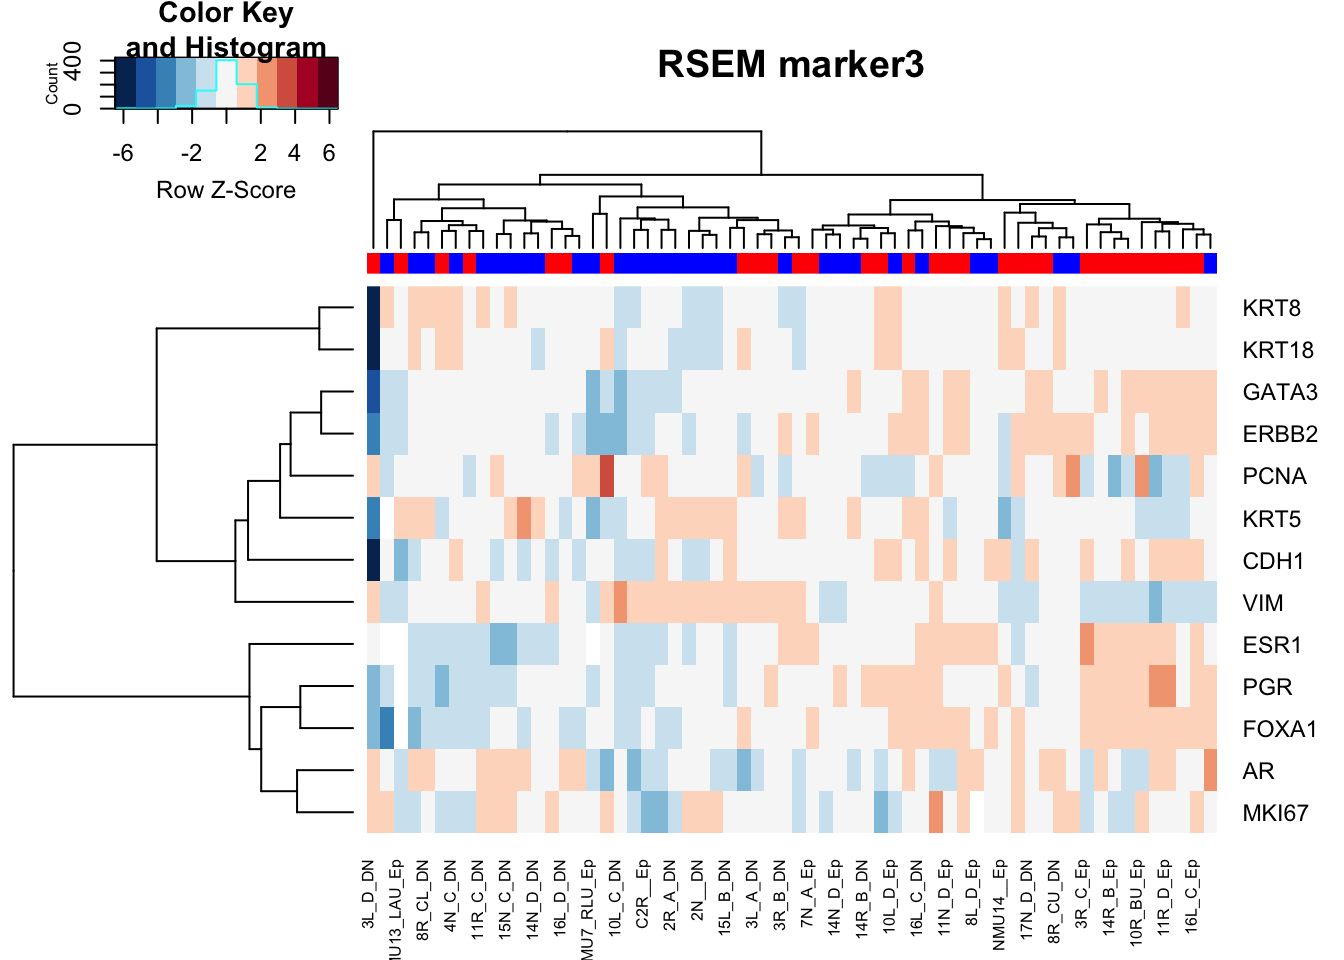 Color Key
and Histogram
Count
0 400
-6 -2 2 4 6
Row Z-Score
RSEM marker3
KRT8
KRT18
GATA3
ERBB2
PCNA
KRT5
CDH1
VIM
ESR1
PGR
FOXA1
AR
MKI67
3L_D_DN
MU13_LAU_Ep
8R_CL_DN
4N_C_DN
11R_C_DN
15N_C_DN
14N_D_DN
16L_D_DN
MU7_RLU_Ep
10L_C_DN
C2R__Ep
2R_A_DN
2N__DN
15L_B_DN
3L_A_DN
3R_B_DN
7N_A_Ep
14N_D_Ep
14R_B_DN
10L_D_Ep
16L_C_DN
11N_D_Ep
8L_D_Ep
NMU14__Ep
17N_D_DN
8R_CU_DN
3R_C_Ep
14R_B_Ep
10R_BU_Ep
11R_D_Ep
16L_C_Ep